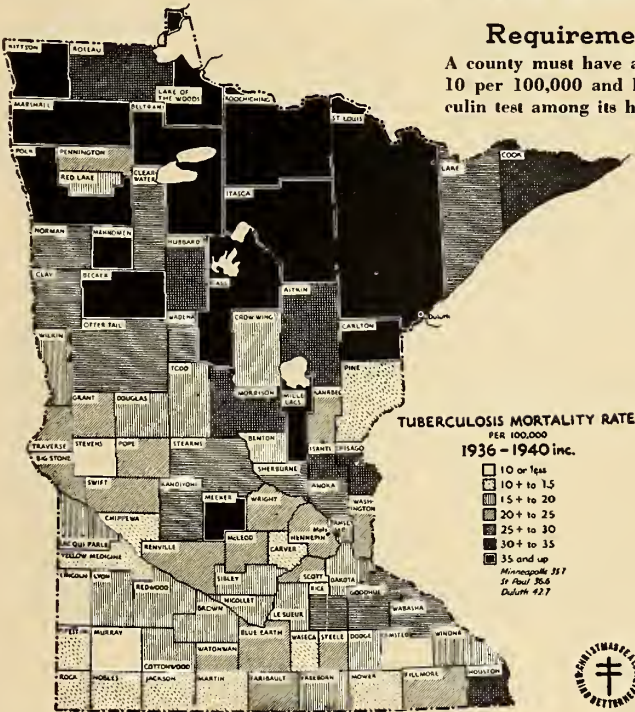 Requireme
A county must have a
10 per 100,000 and l
culin test among its h
KITTSON
ROSEAU
LAKE OF
THE WOODS
MARSHALL
BELTRAMI
KOOCHICHING
ST. LOUIS
POLK
PENNINGTON
RED LAKE
CLEAR
WATER
ITASCA
LAKE
COOK
NORMAN
MAHNOMEN
HUBBARD
CASS
CLAY
BECKER
WADENA
CROW WING
AITKIN
CARLTON
Duluth
WILKIN
OTTER TAIL
TODD
MORRISON
MILLE
LACS
KANABEC
PINE
GRANT
DOUGLAS
BENTON
TRAVERSE
BIG STONE
STEVENS
POPE
STEARNS
SHERBURNE
ISANTI
CHISAGO
ANOKA
WASH-
INGTON
SWIFT
KANDIYOHI
MEEKER
WRIGHT
CHIPPEWA
RENVILLE
McLEOD
CARVER
HENNEPIN
LAC QUI PARLE
YELLOW MEDICINE
LINCOLN
LYON
REDWOOD
SIBLEY
NICOLLET
SCOTT
DAKOTA
RICE
GOODHUE
LE SUEUR
BROWN
WABASHA
MURRAY
COTTONWOOD
WATONWAN
BLUE EARTH
WASECA
STEELE
DODGE
WINONA
ROCK
NOBLES
JACKSON
MARTIN
FARIBAULT
FREEBORN
MOWER
FILLMORE
HOUSTON
TUBERCULOSIS MORTALITY RATE
PER 100,000
1936 - 1940 inc.
10 or less
10+ to 15
15+ to 20
20+ to 25
25+ to 30
30+ to 35
35 and up
Minneapolis 35.7
St Paul 36.6
Duluth 42.7